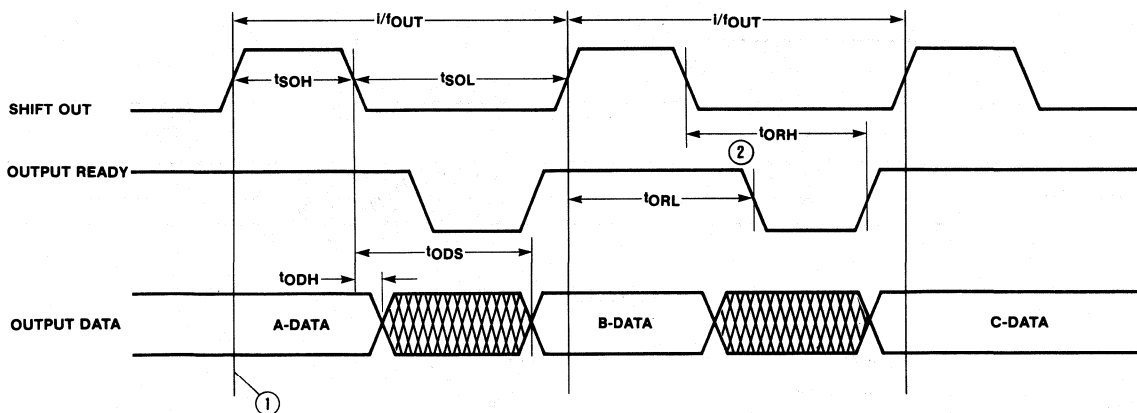 i/fOUT i/fOUT
tSOH tSOL
SHIFT OUT
tORH
②
OUTPUT READY
tORL
tODS
tODH
OUTPUT DATA A-DATA B-DATA C-DATA
①